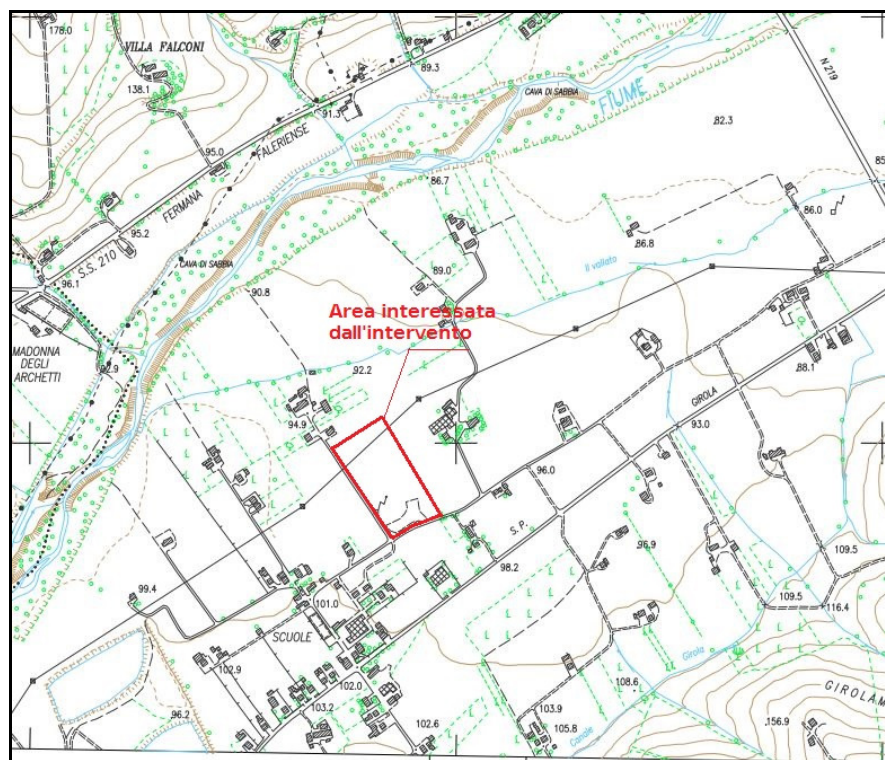 178.0
VILLA FALCONI
138.1
89.3
CAVA DI SABBIA
FIUME
N 219
91.3
82.3
95.0
FALERIENSE
FERMANA
86.7
95.2
S.S. 210
86.0
86.8
CAVA DI SABBIA
96.1
89.0
Il vallato
90.8
Area interessata
dall'intervento
MADONNA
DEGLI
ARCHETTI
92.9
92.2
88.1
GIROLA
94.9
93.0
96.0
S.P.
96.9
98.2
109.5
99.4
101.0
109.5
116.4
SCUOLE
Girola
102.9
102.0
108.6
GIROLAM
96.2
103.2
103.9
102.6
105.8
Canale
156.9